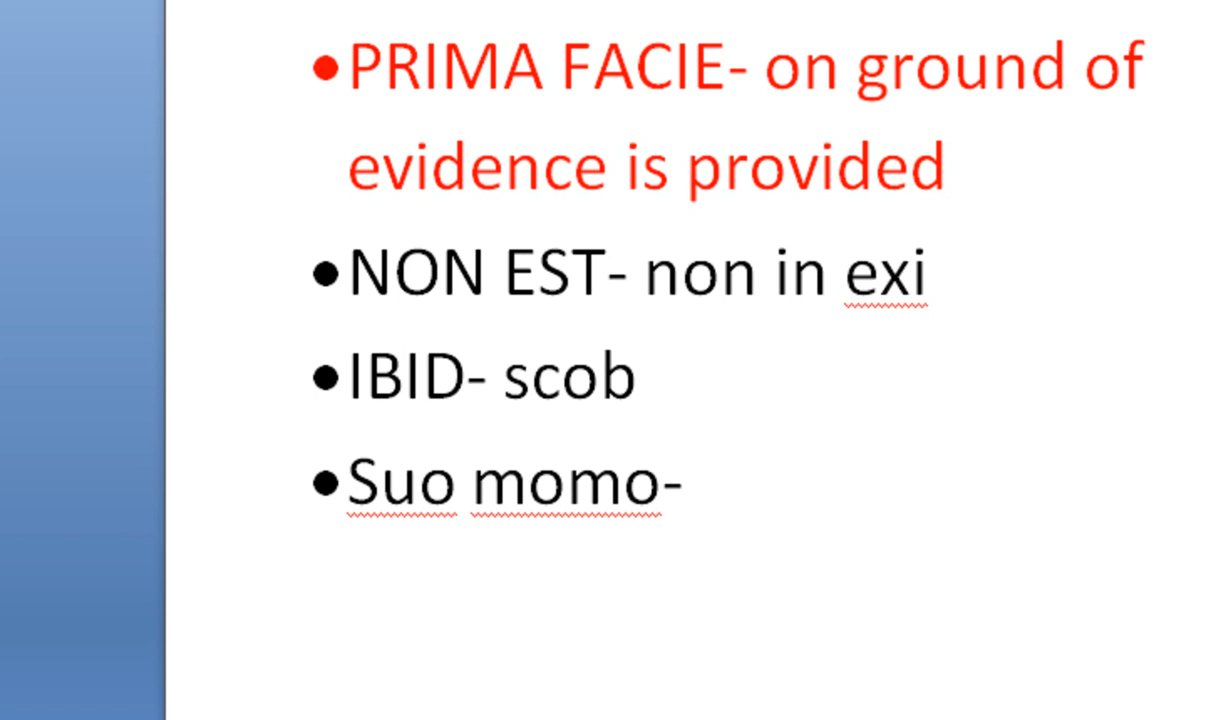 •PRIMA FACIE- on ground of
evidence is provided
•NON EST- non in exi
•IBID- scob
•Suo momo-